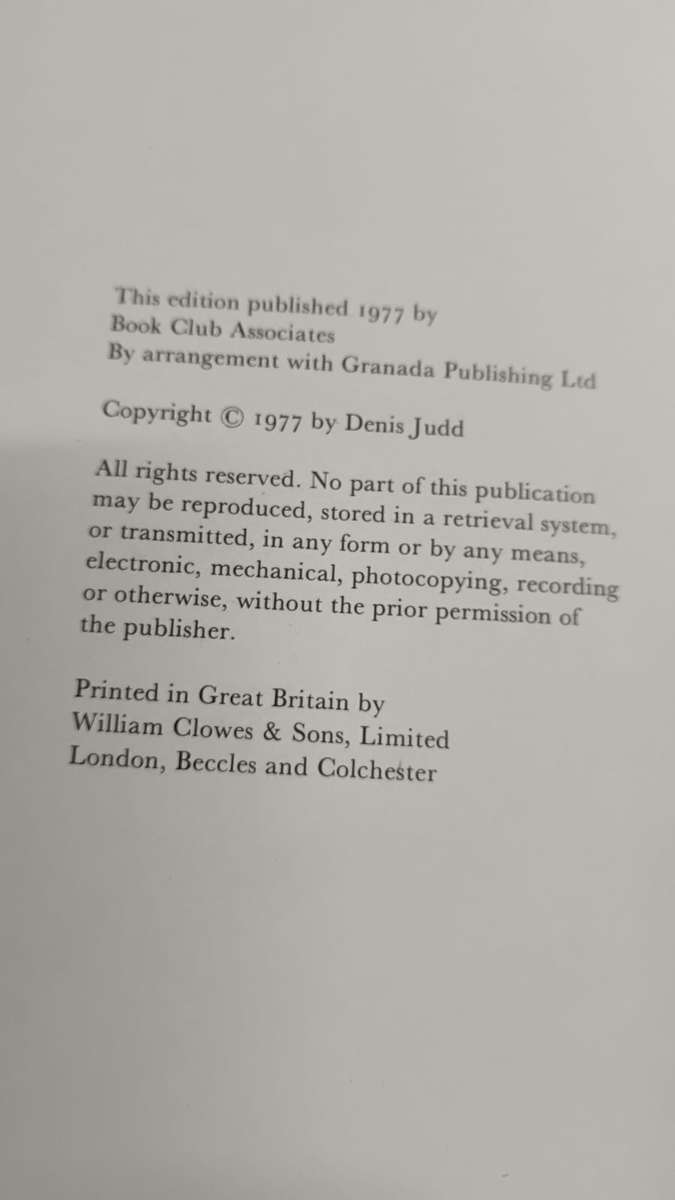 This edition published 1977 by
Book Club Associates
By arrangement with Granada Publishing Ltd
Copyright © 1977 by Denis Judd
All rights reserved. No part of this publication
may be reproduced, stored in a retrieval system,
or transmitted, in any form or by any means,
electronic, mechanical, photocopying, recording
or otherwise, without the prior permission of
the publisher.
Printed in Great Britain by
William Clowes & Sons, Limited
London, Beccles and Colchester